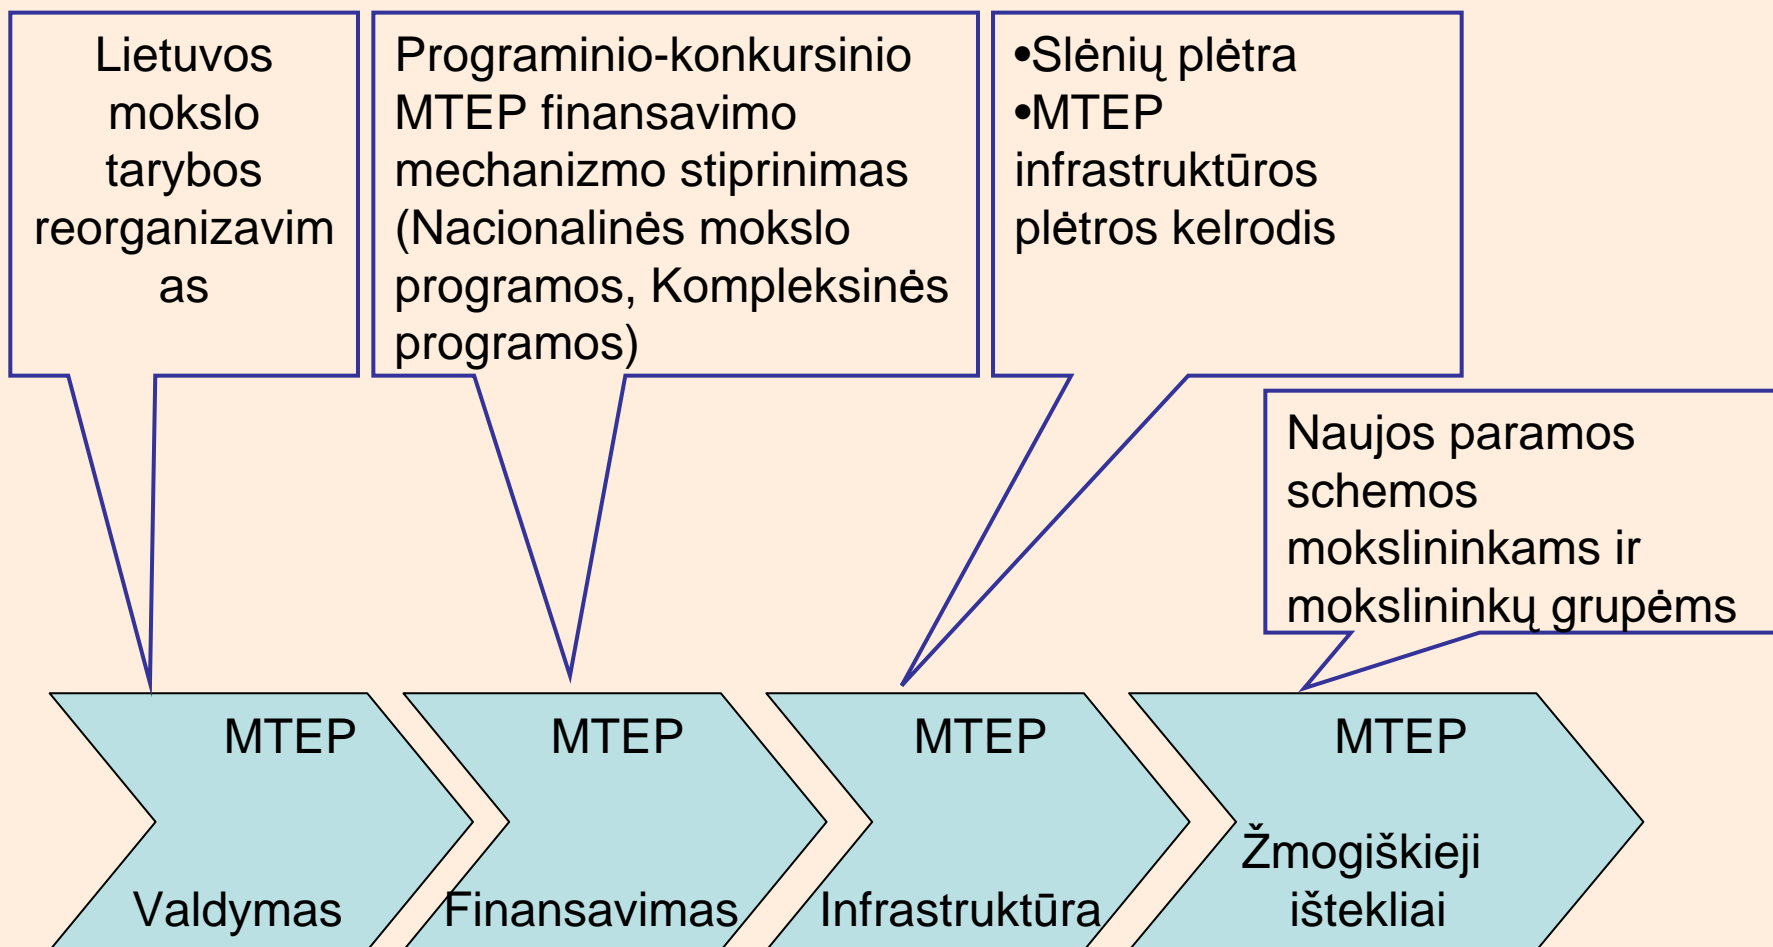 Lietuvos
mokslo
tarybos
reorganizavim
as
Programinio-konkursinio
MTEP finansavimo
mechanizmo stiprinimas
(Nacionalinės mokslo
programos, Kompleksinės
programos)
•Slėnių plėtra
•MTEP
infrastruktūros
plėtros kelrodis
Naujos paramos
schemos
mokslininkams ir
mokslininkų grupėms
MTEP
Valdymas
MTEP
Finansavimas
MTEP
Infrastruktūra
MTEP
Žmogiškieji
ištekliai